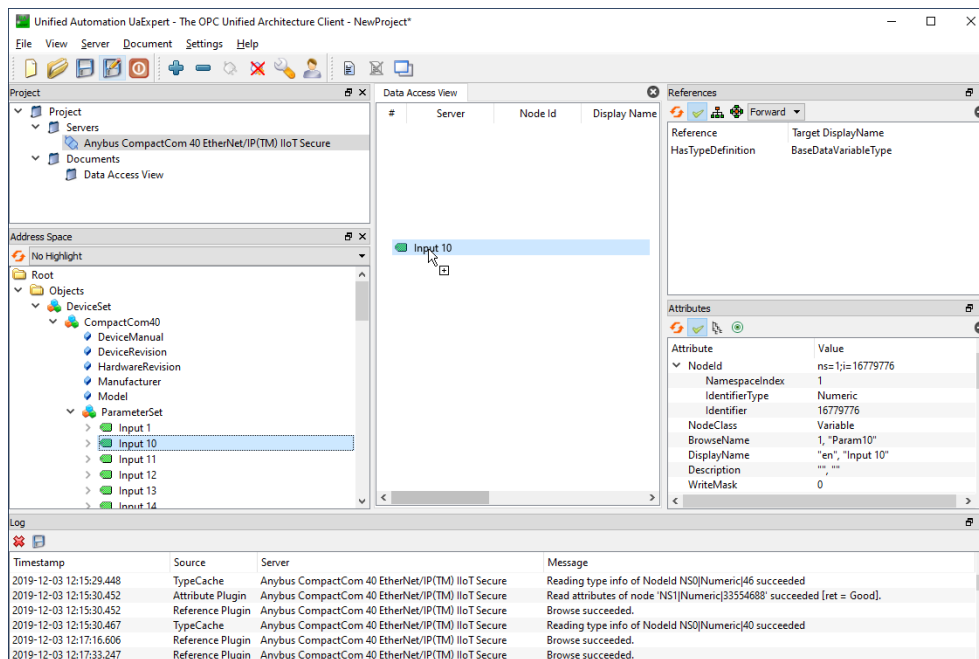 Unified Automation UaExpert - The OPC Unified Architecture Client - NewProject*
File View Server Document Settings Help
Project
Project
Servers
Anybus CompactCom 40 EtherNet/IP(TM) IIoT Secure
Documents
Data Access View
Address Space
No Highlight
Root
Objects
DeviceSet
CompactCom40
DeviceManual
DeviceRevision
HardwareRevision
Manufacturer
Model
ParameterSet
Input 1
Input 10
Input 11
Input 12
Input 13
Input 14
Data Access View
# Server Node Id Display Name
Input 10
References
Forward
Reference Target DisplayName
HasTypeDefinition BaseDataVariableType
Attributes
Attribute Value
NodeId ns=1;i=16779776
NamespaceIndex 1
IdentifierType Numeric
Identifier 16779776
NodeClass Variable
BrowseName 1, "Param10"
DisplayName "en", "Input 10"
Description "", ""
WriteMask 0
Log
Timestamp Source Server Message
2019-12-03 12:15:29.448 TypeCache Anybus CompactCom 40 EtherNet/IP(TM) IIoT Secure Reading type info of NodeId NS0|Numeric|46 succeeded
2019-12-03 12:15:30.452 Attribute Plugin Anybus CompactCom 40 EtherNet/IP(TM) IIoT Secure Read attributes of node 'NS1|Numeric|33554688' succeeded [ret = Good].
2019-12-03 12:15:30.452 Reference Plugin Anybus CompactCom 40 EtherNet/IP(TM) IIoT Secure Browse succeeded.
2019-12-03 12:15:30.467 TypeCache Anybus CompactCom 40 EtherNet/IP(TM) IIoT Secure Reading type info of NodeId NS0|Numeric|40 succeeded
2019-12-03 12:17:16.606 Reference Plugin Anybus CompactCom 40 EtherNet/IP(TM) IIoT Secure Browse succeeded.
2019-12-03 12:17:33.247 Reference Plugin Anybus CompactCom 40 EtherNet/IP(TM) IIoT Secure Browse succeeded.